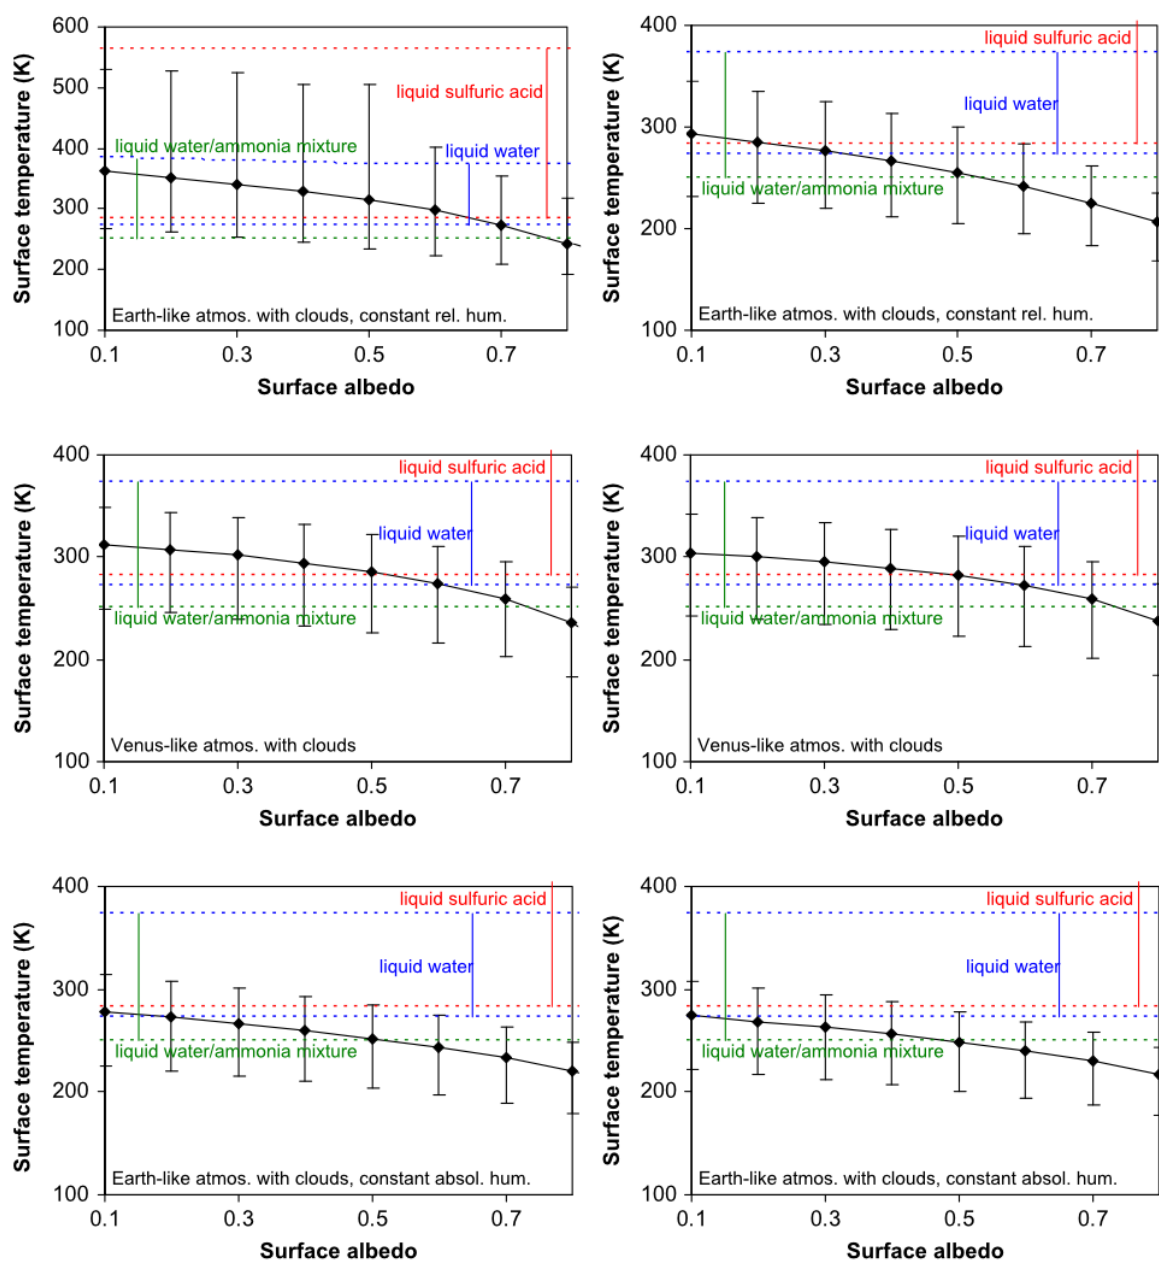 600
500
400
300
200
100
Surface temperature (K)
liquid sulfuric acid
liquid water/ammonia mixture
liquid water
Earth-like atmos. with clouds, constant rel. hum.
0.1 0.3 0.5 0.7
Surface albedo
400
300
200
100
Surface temperature (K)
liquid sulfuric acid
liquid water
liquid water/ammonia mixture
Earth-like atmos. with clouds, constant rel. hum.
0.1 0.3 0.5 0.7
Surface albedo
400
300
200
100
Surface temperature (K)
liquid sulfuric acid
liquid water
liquid water/ammonia mixture
Venus-like atmos. with clouds
0.1 0.3 0.5 0.7
Surface albedo
400
300
200
100
Surface temperature (K)
liquid sulfuric acid
liquid water
liquid water/ammonia mixture
Venus-like atmos. with clouds
0.1 0.3 0.5 0.7
Surface albedo
400
300
200
100
Surface temperature (K)
liquid sulfuric acid
liquid water
liquid water/ammonia mixture
Earth-like atmos. with clouds, constant absol. hum.
0.1 0.3 0.5 0.7
Surface albedo
400
300
200
100
Surface temperature (K)
liquid sulfuric acid
liquid water
liquid water/ammonia mixture
Earth-like atmos. with clouds, constant absol. hum.
0.1 0.3 0.5 0.7
Surface albedo